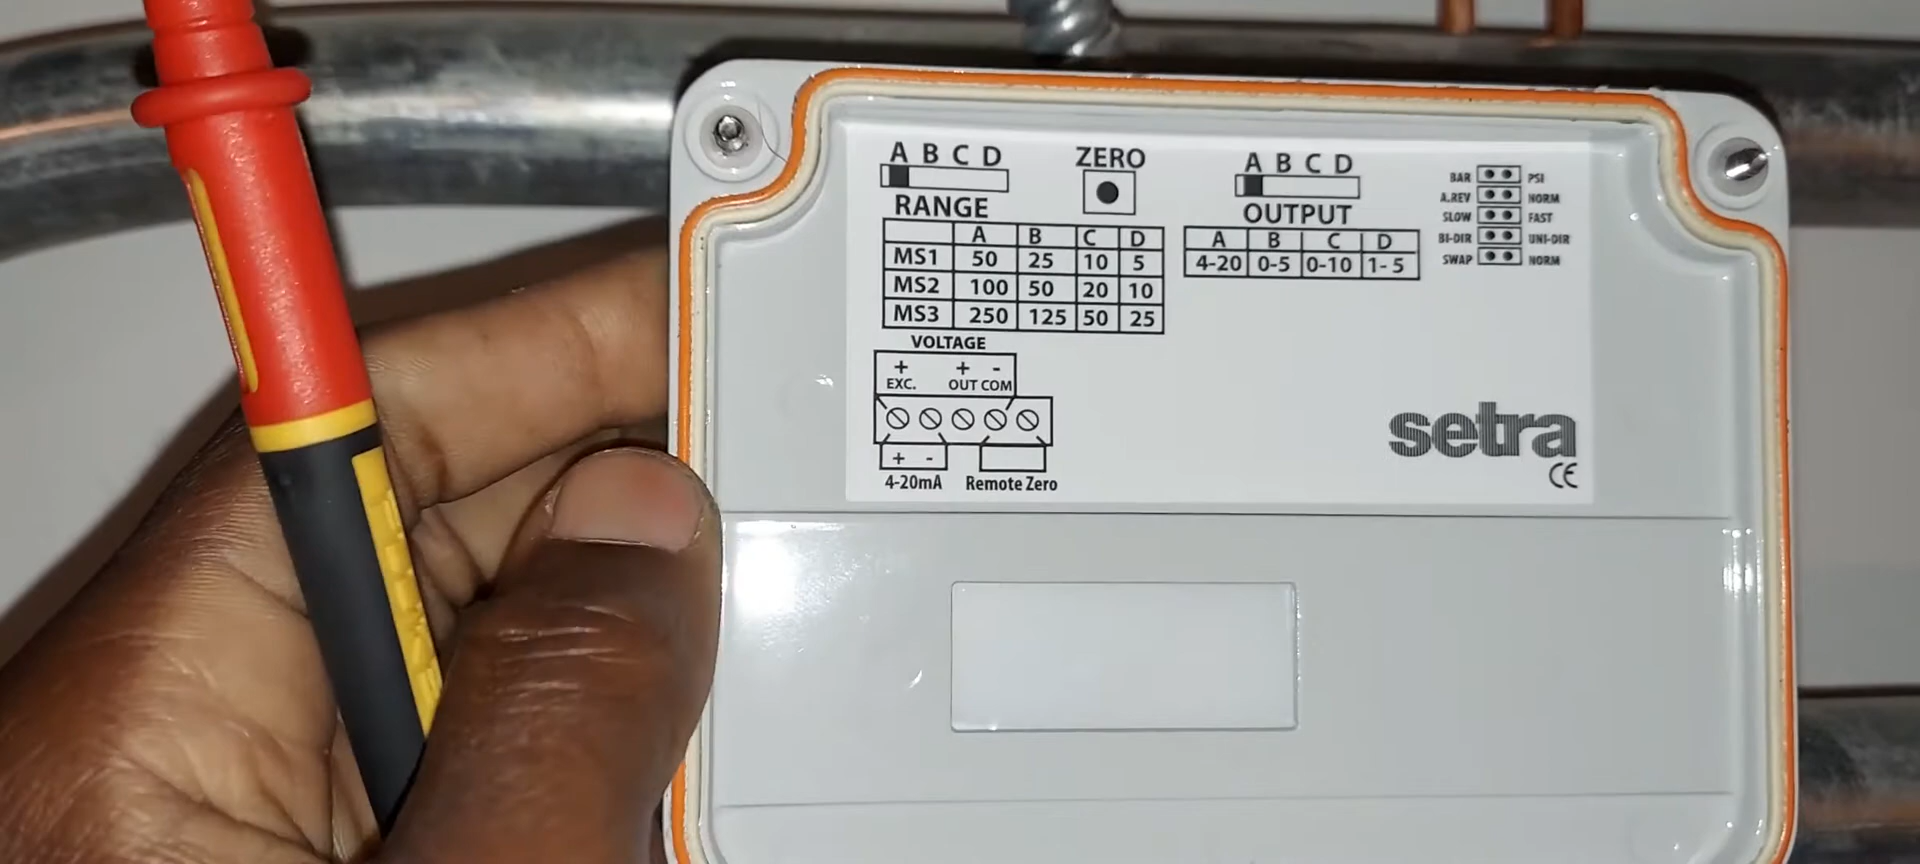 A B C D
ZERO
A B C D
RANGE
OUTPUT
A B C D
MS1 50 25 10 5
MS2 100 50 20 10
MS3 250 125 50 25
A B C D
4-20 0-5 0-10 1-5
BAR PSI
A.REV NORM
SLOW FAST
BI-DIR UNI-DIR
SWAP NORM
VOLTAGE
+ + -
EXC. OUT COM
+ -
4-20mA Remote Zero
setra
CE